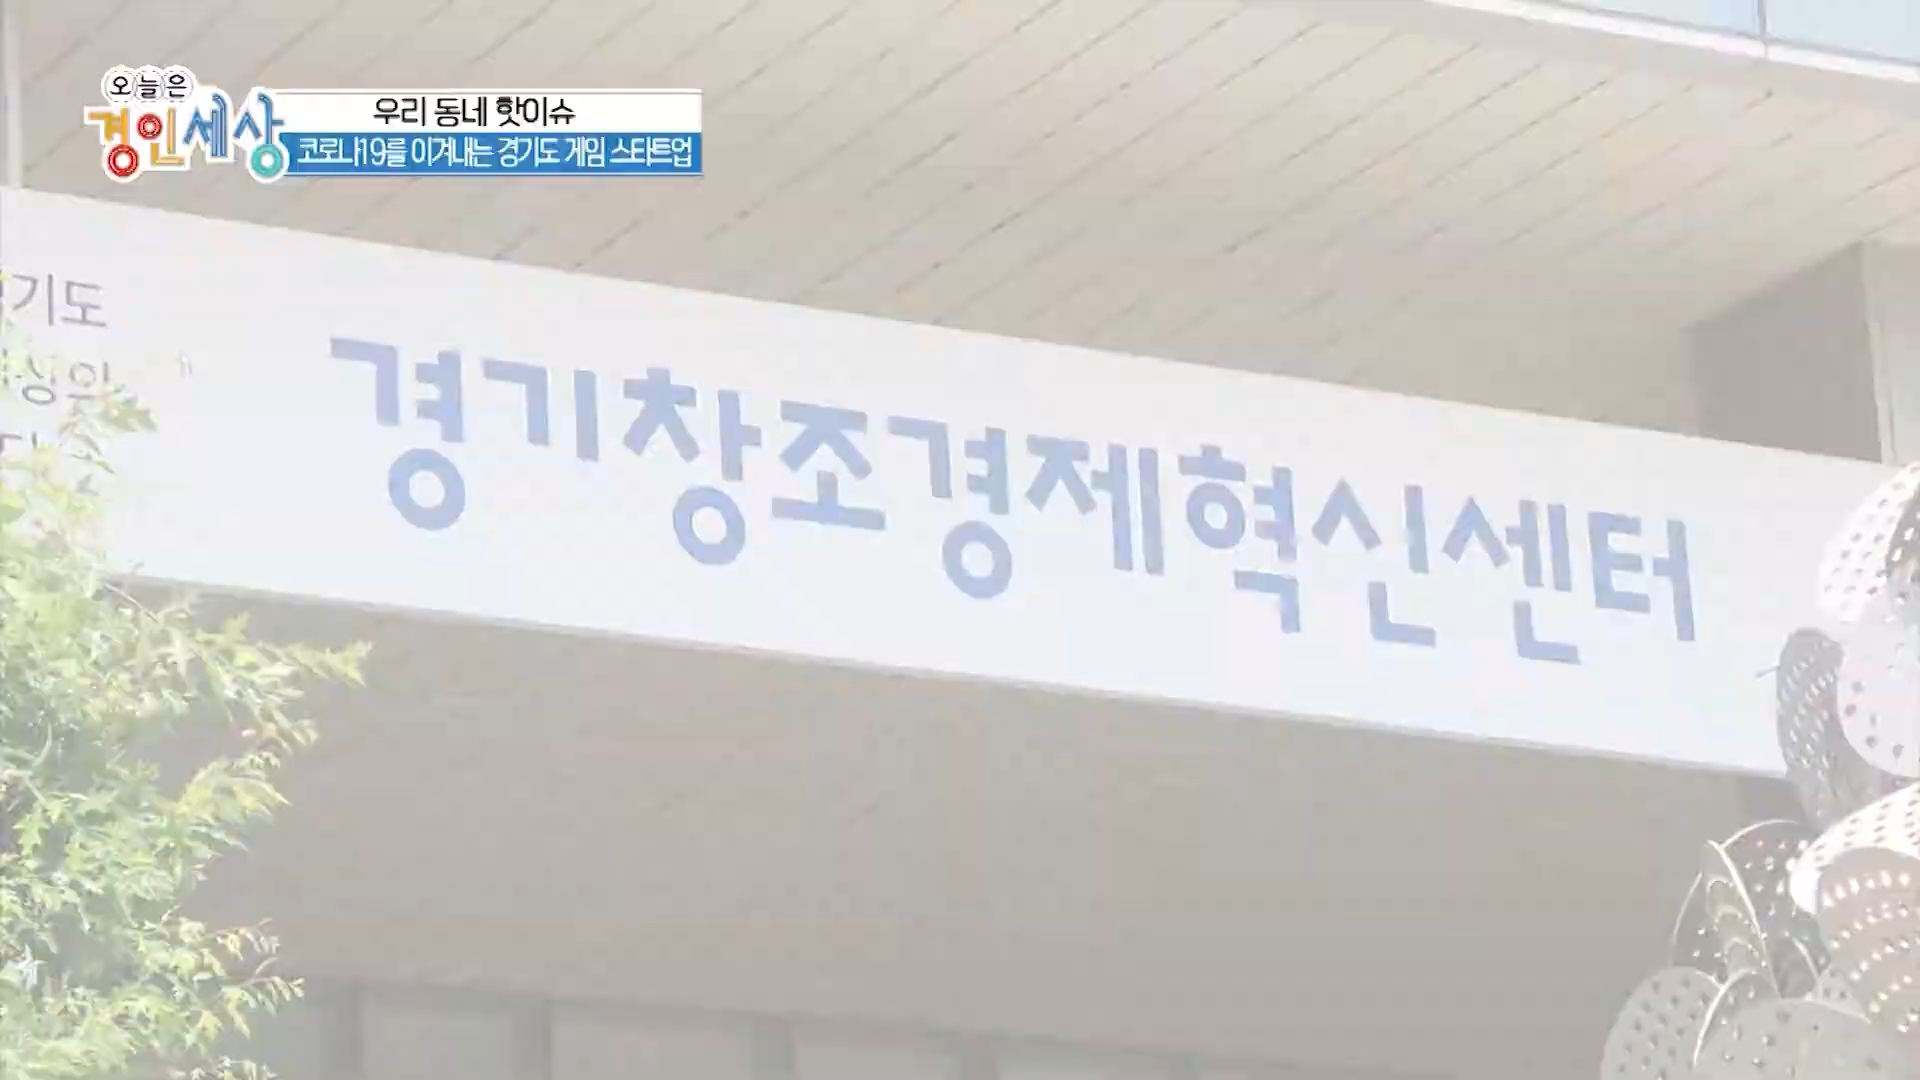 오늘은
경인세상
우리 동네 핫이슈
코로나19를 이겨내는 경기도 게임 스타트업
기도
경기창조경제혁신센터